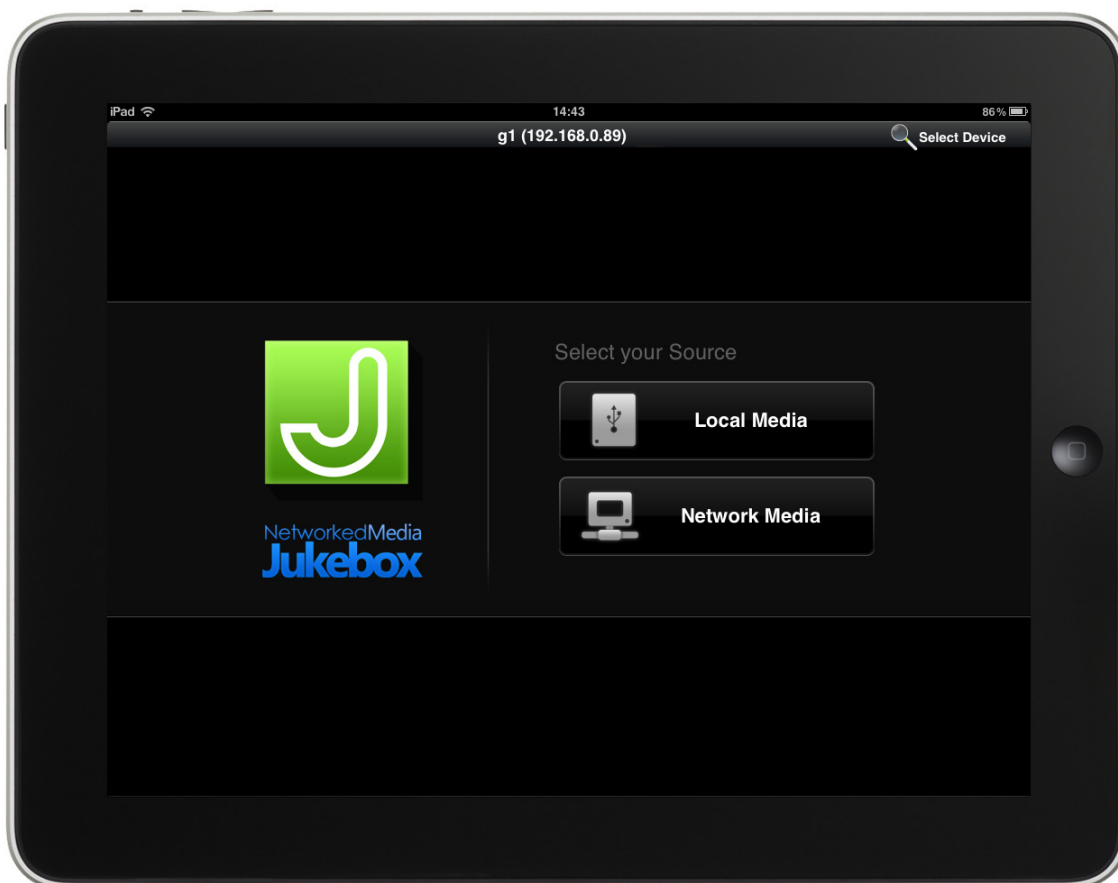 iPad 14:43 86%
g1 (192.168.0.89) Select Device
Select your Source
Local Media
Network Media
NetworkedMedia
Jukebox